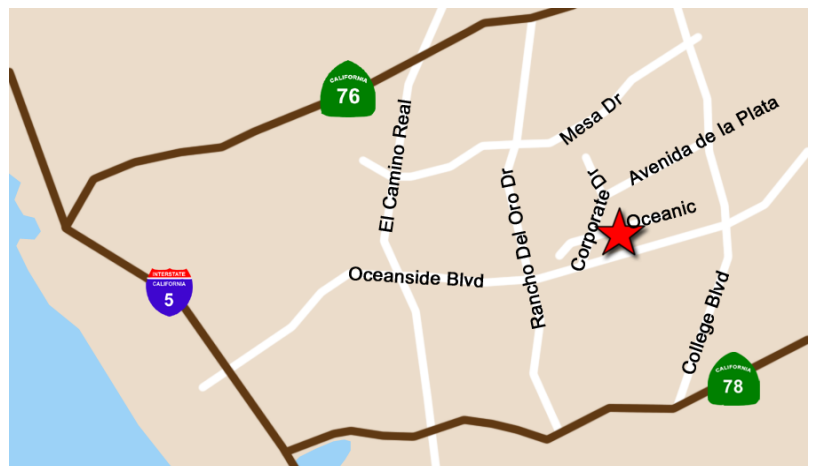 CALIFORNIA
76
El Camino Real
Mesa Dr
Avenida de la Plata
Rancho Del Oro Dr
Corporate Dr
Oceanic
Oceanside Blvd
INTERSTATE
CALIFORNIA
5
College Blvd
CALIFORNIA
78